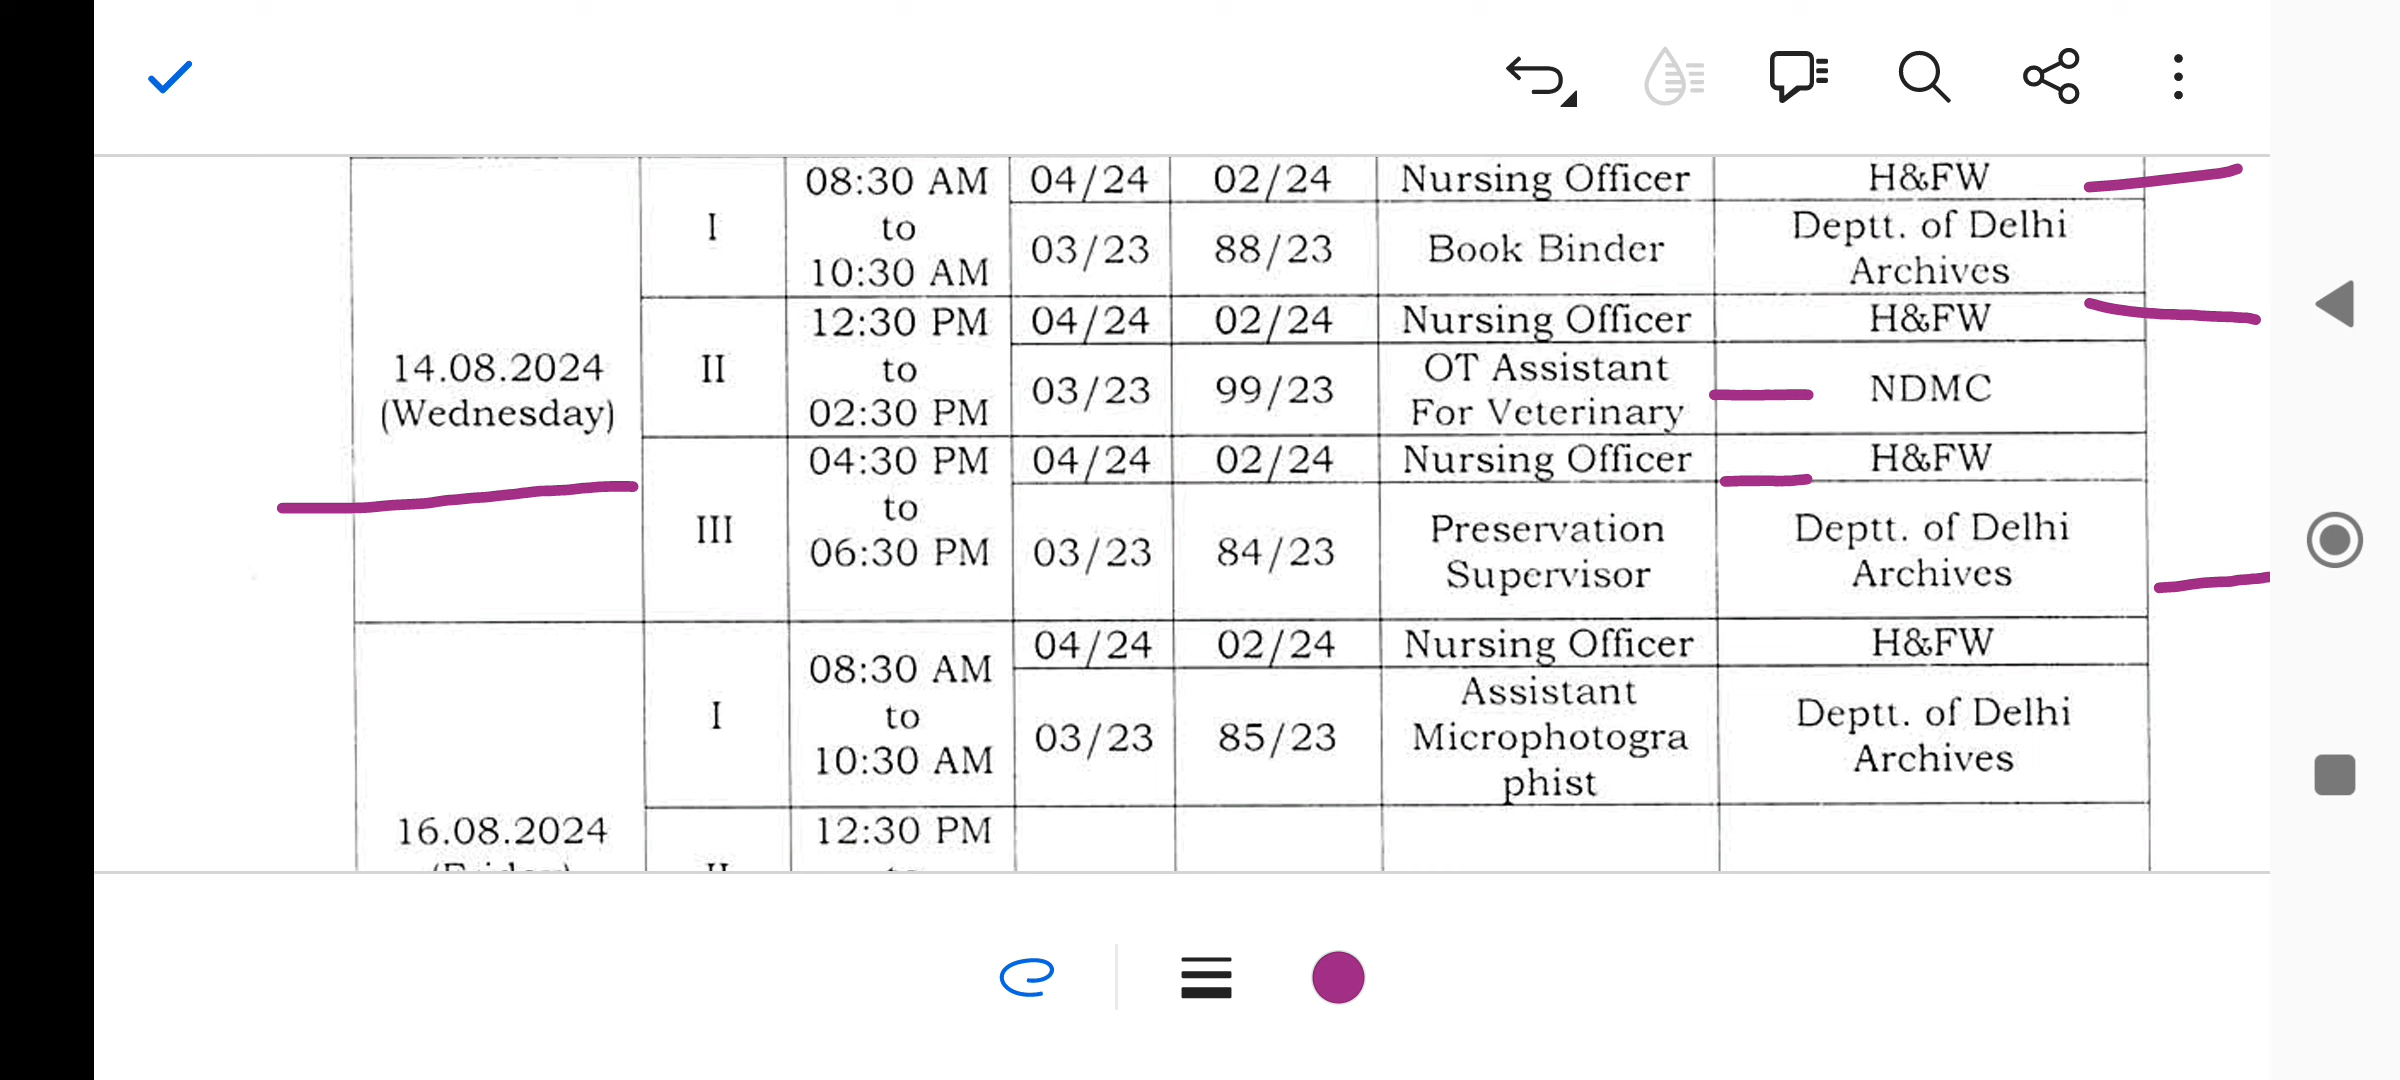 08:30 AM 04/24 02/24 Nursing Officer H&FW
I to 03/23 88/23 Book Binder Deptt. of Delhi
10:30 AM Archives
12:30 PM 04/24 02/24 Nursing Officer H&FW
14.08.2024 II to 03/23 99/23 OT Assistant NDMC
(Wednesday) 02:30 PM For Veterinary
04:30 PM 04/24 02/24 Nursing Officer H&FW
III to 03/23 84/23 Preservation Deptt. of Delhi
06:30 PM Supervisor Archives
04/24 02/24 Nursing Officer H&FW
08:30 AM Assistant
I to 03/23 85/23 Microphotogra Deptt. of Delhi
10:30 AM phist Archives
16.08.2024 12:30 PM